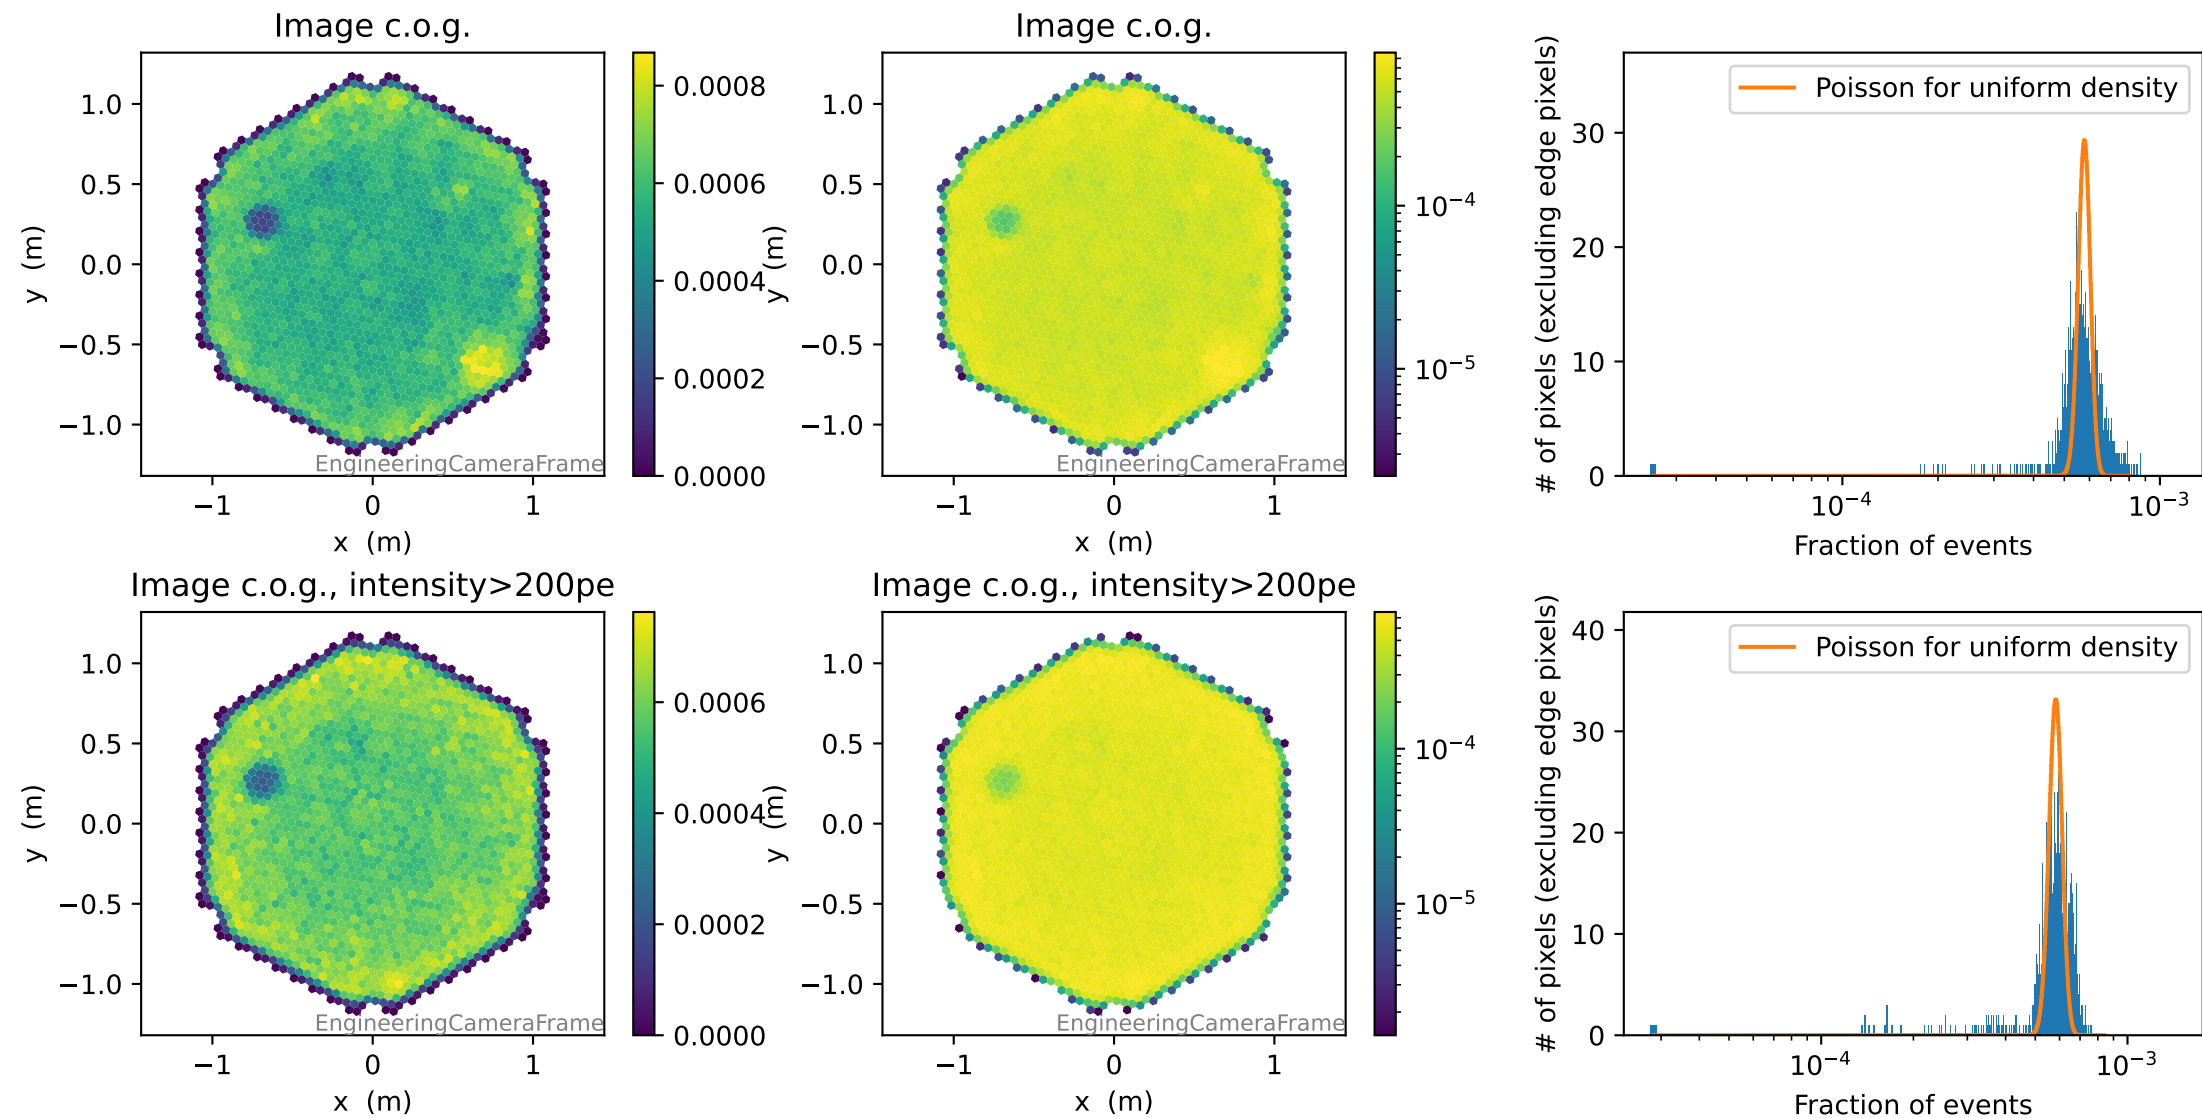 Image c.o.g.
1.0
0.5
0.0
−0.5
−1.0
y (m)
−1
0
1
x (m)
EngineeringCameraFrame
0.0008
0.0006
0.0004
0.0002
0.0000
Image c.o.g.
1.0
0.5
0.0
−0.5
−1.0
y (m)
−1
0
1
x (m)
EngineeringCameraFrame
10⁻⁴
10⁻⁵
# of pixels (excluding edge pixels)
30
20
10
0
Poisson for uniform density
10⁻⁴
10⁻³
Fraction of events
Image c.o.g., intensity>200pe
1.0
0.5
0.0
−0.5
−1.0
y (m)
−1
0
1
x (m)
EngineeringCameraFrame
0.0006
0.0004
0.0002
0.0000
Image c.o.g., intensity>200pe
1.0
0.5
0.0
−0.5
−1.0
y (m)
−1
0
1
x (m)
EngineeringCameraFrame
10⁻⁴
10⁻⁵
# of pixels (excluding edge pixels)
40
30
20
10
0
Poisson for uniform density
10⁻⁴
10⁻³
Fraction of events